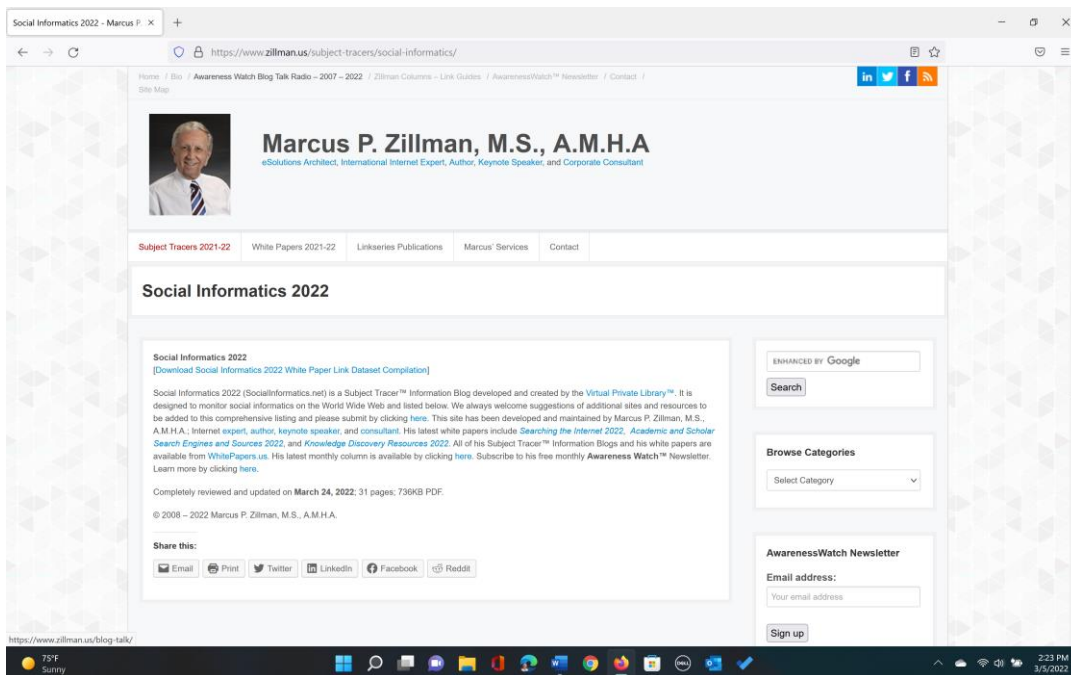 Social Informatics 2022 - Marcus P.
https://www.zillman.us/subject-tracers/social-informatics/
Home / Bio / Awareness Watch Blog Talk Radio – 2007 – 2022 / Zillman Columns – Link Guides / AwarenessWatch™ Newsletter / Contact /
Site Map
Marcus P. Zillman, M.S., A.M.H.A
eSolutions Architect, International Internet Expert, Author, Keynote Speaker, and Corporate Consultant
Subject Tracers 2021-22 White Papers 2021-22 Linkseries Publications Marcus' Services Contact
Social Informatics 2022
Social Informatics 2022
[Download Social Informatics 2022 White Paper Link Dataset Compilation]
Social Informatics 2022 (SocialInformatics.net) is a Subject Tracer™ Information Blog developed and created by the Virtual Private Library™. It is
designed to monitor social informatics on the World Wide Web and listed below. We always welcome suggestions of additional sites and resources to
be added to this comprehensive listing and please submit by clicking here. This site has been developed and maintained by Marcus P. Zillman, M.S.,
A.M.H.A.; Internet expert, author, keynote speaker, and consultant. His latest white papers include Searching the Internet 2022, Academic and Scholar
Search Engines and Sources 2022, and Knowledge Discovery Resources 2022. All of his Subject Tracer™ Information Blogs and his white papers are
available from WhitePapers.us. His latest monthly column is available by clicking here. Subscribe to his free monthly Awareness Watch™ Newsletter.
Learn more by clicking here.
Completely reviewed and updated on March 24, 2022; 31 pages; 736KB PDF.
© 2008 – 2022 Marcus P. Zillman, M.S., A.M.H.A.
Share this:
Email Print Twitter LinkedIn Facebook Reddit
ENHANCED BY Google
Search
Browse Categories
Select Category
AwarenessWatch Newsletter
Email address:
Your email address
Sign up
https://www.zillman.us/blog-talk/
75°F
Sunny
DELL
2:23 PM
3/5/2022